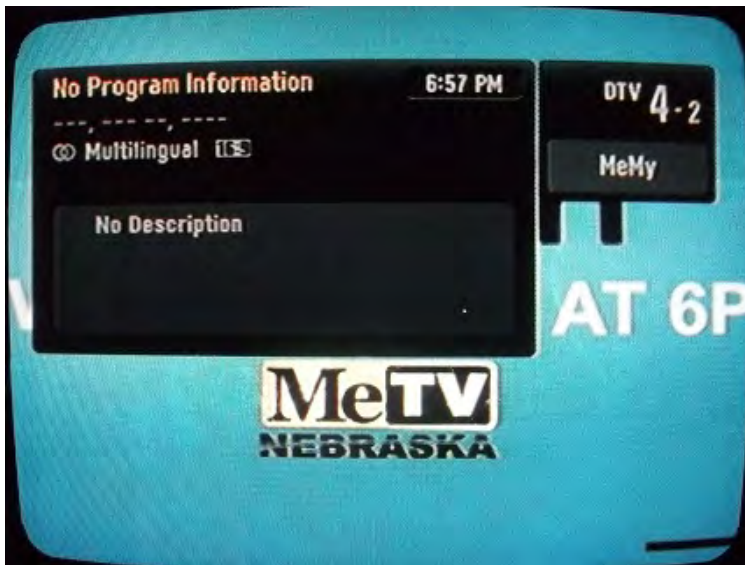 No Program Information 6:57 PM
---, --- --, ----
Multilingual
No Description
DTV 4-2
MeMy
AT 6P
MeTV
NEBRASKA